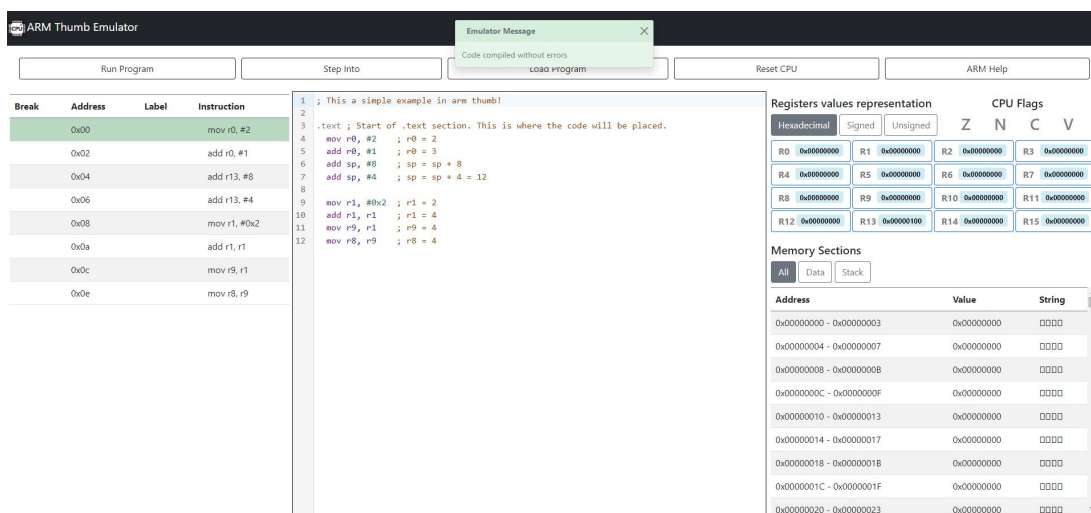 CPU ARM Thumb Emulator
Emulator Message
Code compiled without errors
Run Program Step Into Load Program Reset CPU ARM Help
Break Address Label Instruction
0x00 mov r0, #2
0x02 add r0, #1
0x04 add r13, #8
0x06 add r13, #4
0x08 mov r1, #0x2
0x0a add r1, r1
0x0c mov r9, r1
0x0e mov r8, r9
1 ; This a simple example in arm thumb!
2
3 .text ; Start of .text section. This is where the code will be placed.
4 mov r0, #2 ; r0 = 2
5 add r0, #1 ; r0 = 3
6 add sp, #8 ; sp = sp + 8
7 add sp, #4 ; sp = sp + 4 = 12
8
9 mov r1, #0x2 ; r1 = 2
10 add r1, r1 ; r1 = 4
11 mov r9, r1 ; r9 = 4
12 mov r8, r9 ; r8 = 4
Registers values representation CPU Flags
Hexadecimal Signed Unsigned Z N C V
R0 0x00000000 R1 0x00000000 R2 0x00000000 R3 0x00000000
R4 0x00000000 R5 0x00000000 R6 0x00000000 R7 0x00000000
R8 0x00000000 R9 0x00000000 R10 0x00000000 R11 0x00000000
R12 0x00000000 R13 0x00000100 R14 0x00000000 R15 0x00000000
Memory Sections
All Data Stack
Address Value String
0x00000000 - 0x00000003 0x00000000 □□□□
0x00000004 - 0x00000007 0x00000000 □□□□
0x00000008 - 0x0000000B 0x00000000 □□□□
0x0000000C - 0x0000000F 0x00000000 □□□□
0x00000010 - 0x00000013 0x00000000 □□□□
0x00000014 - 0x00000017 0x00000000 □□□□
0x00000018 - 0x0000001B 0x00000000 □□□□
0x0000001C - 0x0000001F 0x00000000 □□□□
0x00000020 - 0x00000023 0x00000000 □□□□